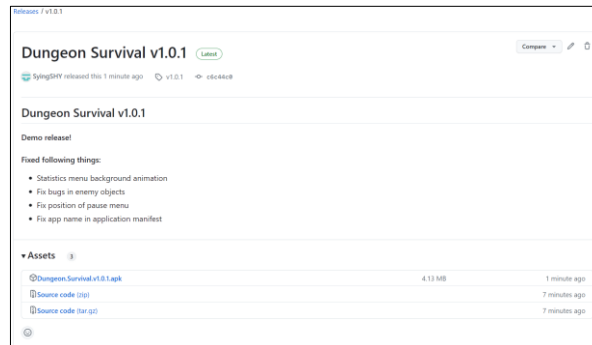 Releases / v1.0.1
Dungeon Survival v1.0.1 Latest
Compare
SyingSHY released this 1 minute ago v1.0.1 c6c44c0
Dungeon Survival v1.0.1
Demo release!
Fixed following things:
Statistics menu background animation
Fix bugs in enemy objects
Fix position of pause menu
Fix app name in application manifest
Assets 3
Dungeon.Survival.v1.0.1.apk 4.13 MB 1 minute ago
Source code (zip) 7 minutes ago
Source code (tar.gz) 7 minutes ago